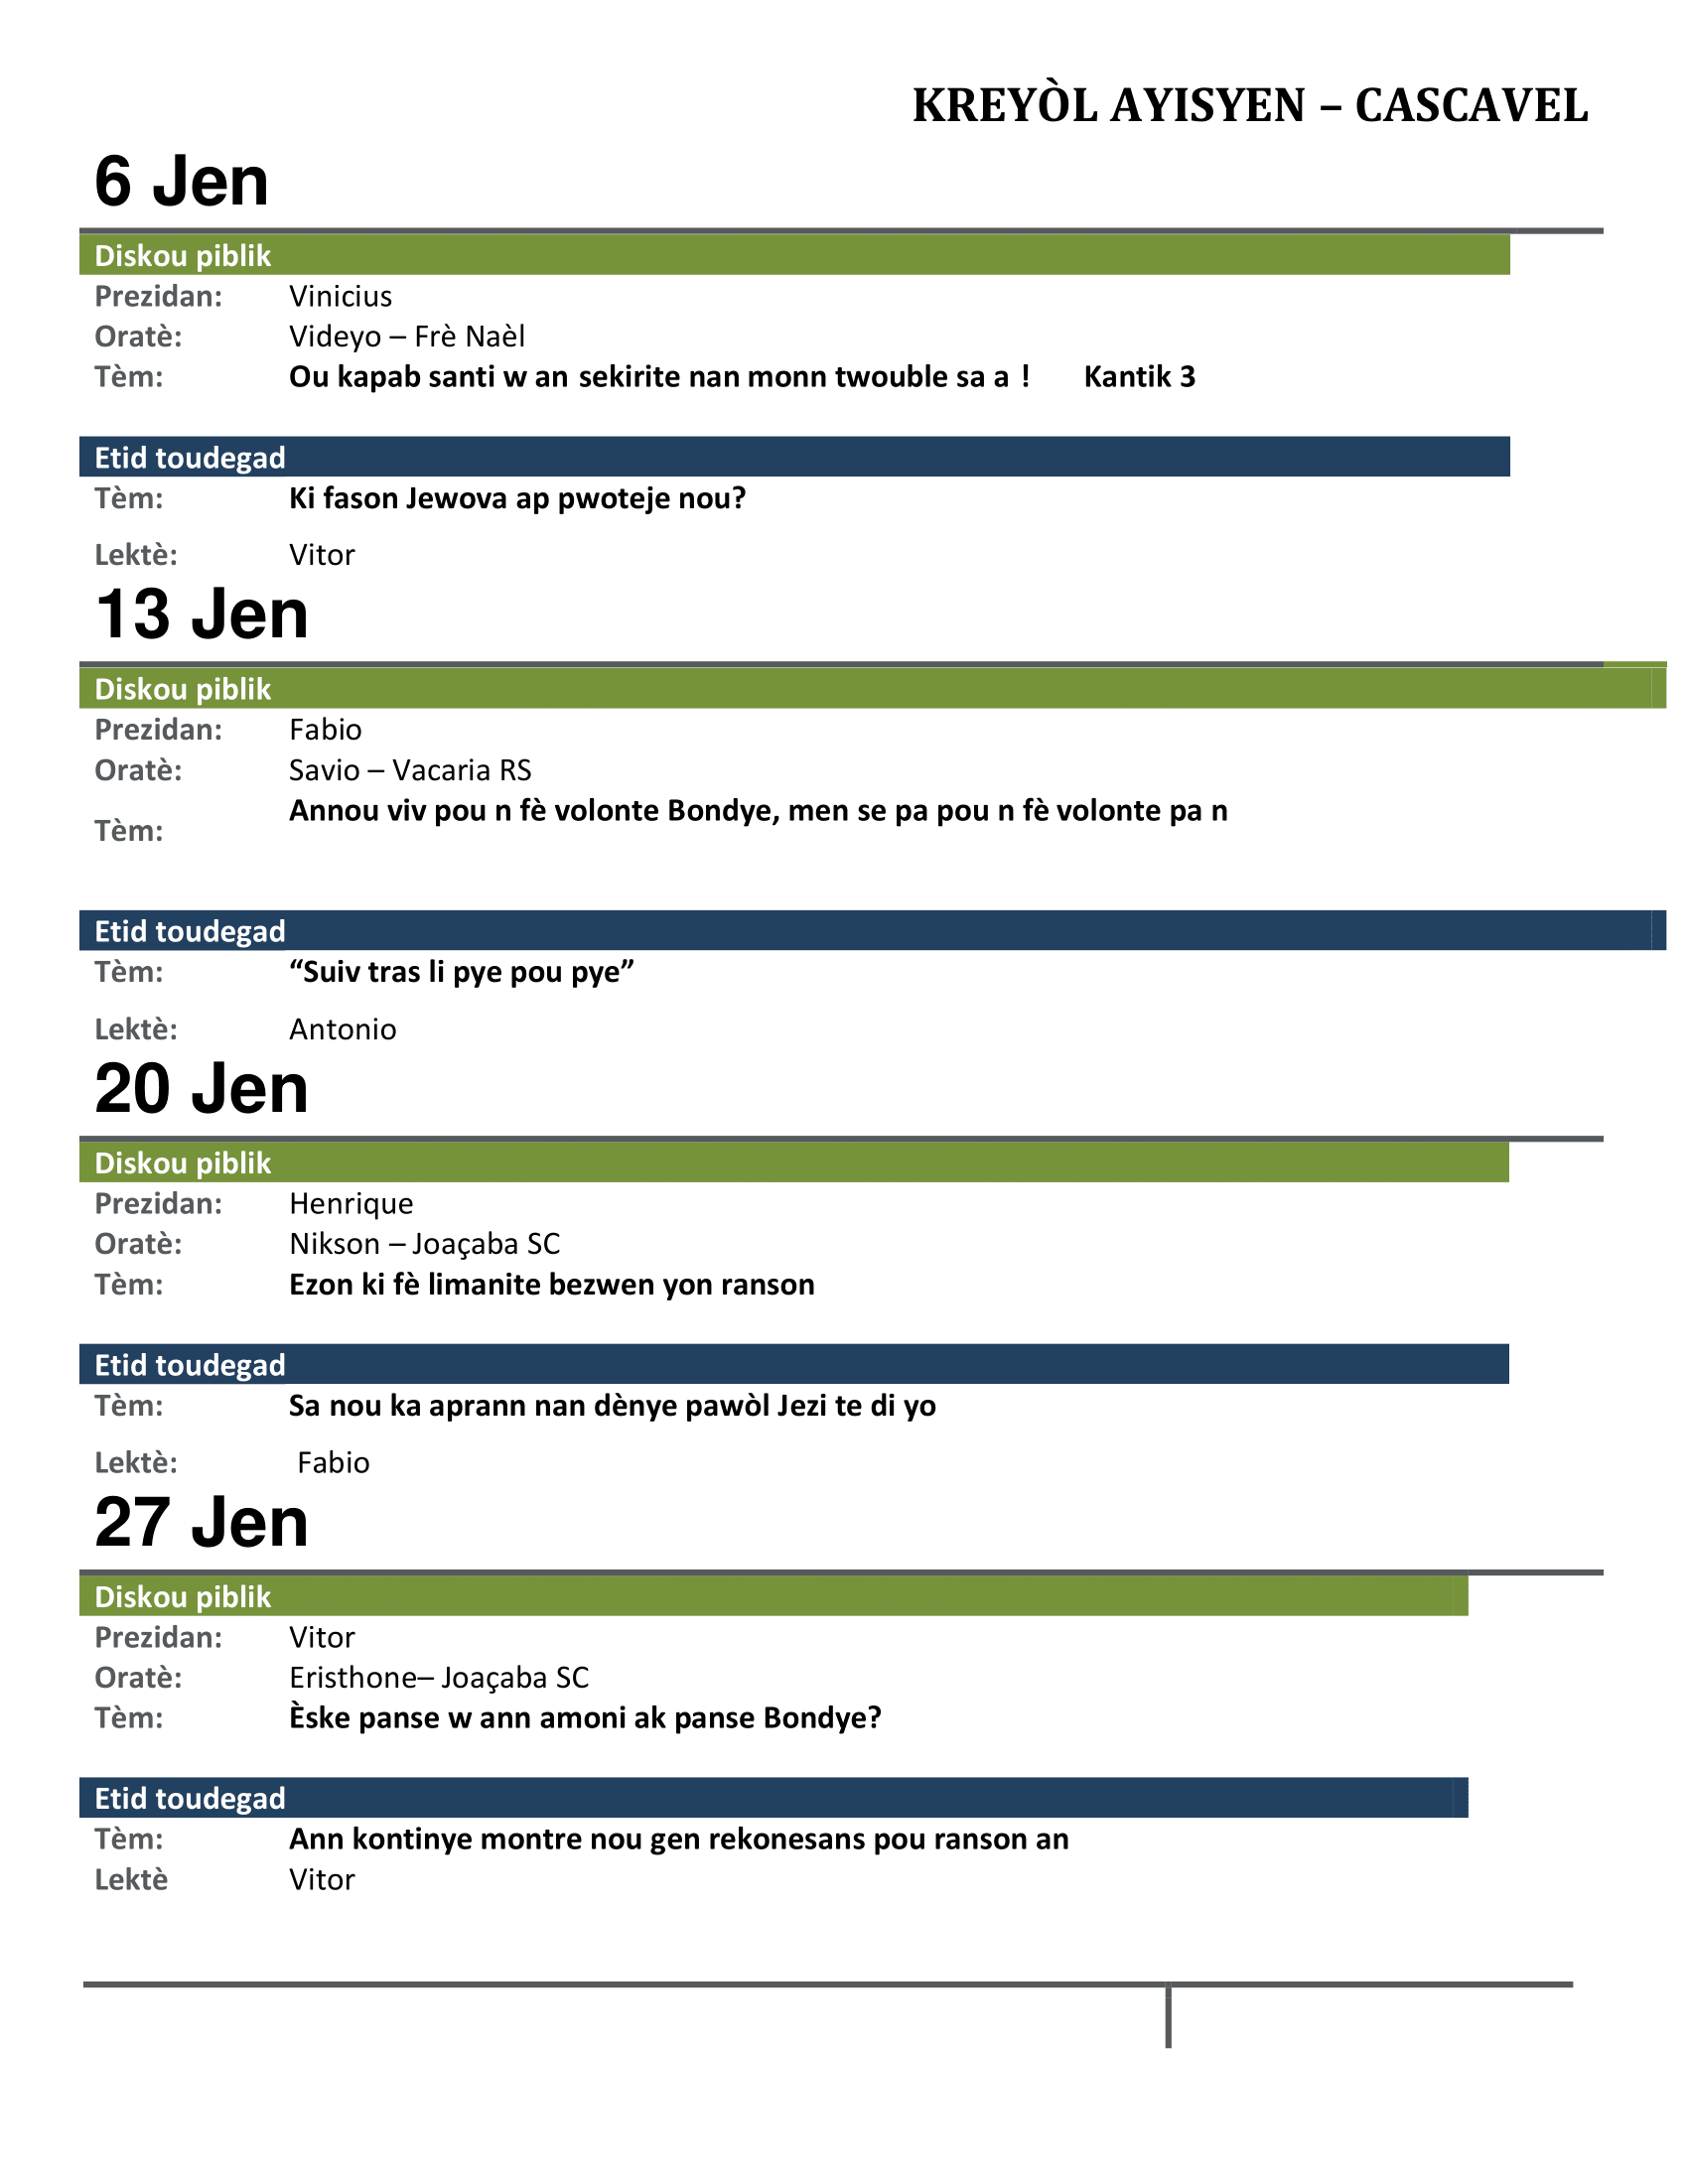 KREYÒL AYISYEN – CASCAVEL
6 Jen
Diskou piblik
Prezidan: Vinicius
Oratè: Videyo – Frè Naèl
Tèm: Ou kapab santi w an sekirite nan monn twouble sa a ! Kantik 3
Etid toudegad
Tèm: Ki fason Jewova ap pwoteje nou?
Lektè: Vitor
13 Jen
Diskou piblik
Prezidan: Fabio
Oratè: Savio – Vacaria RS
Tèm: Annou viv pou n fè volonte Bondye, men se pa pou n fè volonte pa n
Etid toudegad
Tèm: “Suiv tras li pye pou pye”
Lektè: Antonio
20 Jen
Diskou piblik
Prezidan: Henrique
Oratè: Nikson – Joaçaba SC
Tèm: Ezon ki fè limanite bezwen yon ranson
Etid toudegad
Tèm: Sa nou ka aprann nan dènye pawòl Jezi te di yo
Lektè: Fabio
27 Jen
Diskou piblik
Prezidan: Vitor
Oratè: Eristhone– Joaçaba SC
Tèm: Èske panse w ann amoni ak panse Bondye?
Etid toudegad
Tèm: Ann kontinye montre nou gen rekonesans pou ranson an
Lektè Vitor